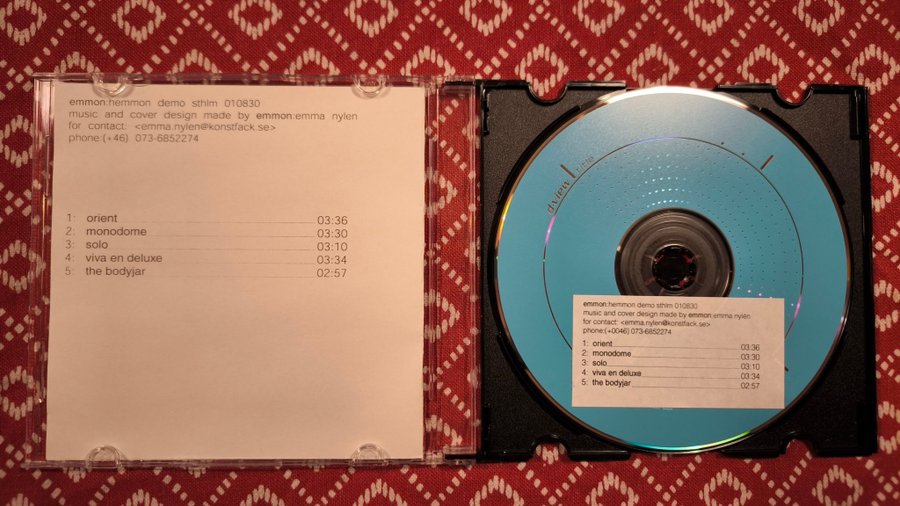 emmon:hemmon demo sthlm 010830
music and cover design made by emmon:emma nylen
for contact: <emma.nylen@konstfack.se>
phone:(+46) 073-6852274
1: orient 03:36
2: monodome 03:30
3: solo 03:10
4: viva en deluxe 03:34
5: the bodyjar 02:57
d.view title
emmon:hemmon demo sthlm 010830
music and cover design made by emmon:emma nylen
for contact: <emma.nylen@konstfack.se>
phone:(+0046) 073-6852274
1: orient 03:36
2: monodome 03:30
3: solo 03:10
4: viva en deluxe 03:34
5: the bodyjar 02:57